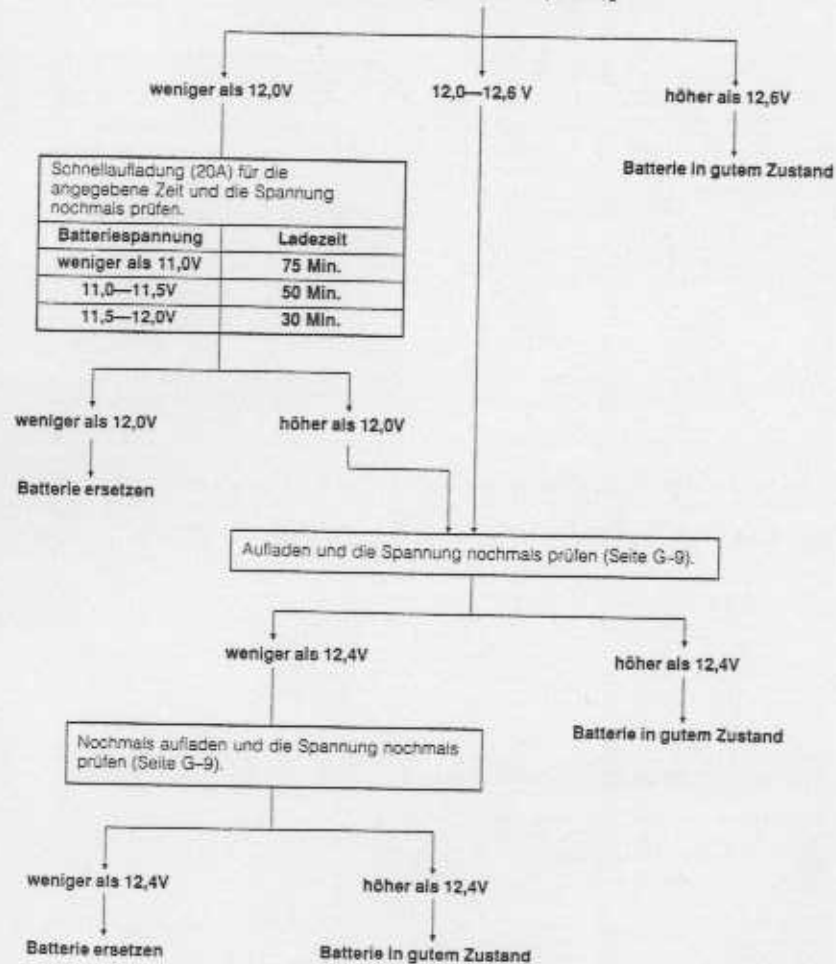 weniger als 12,0V
12,0—12,6 V
höher als 12,6V
Batterie in gutem Zustand
Schnellaufladung (20A) für die
angegebene Zeit und die Spannung
nochmals prüfen.
Batteriespannung Ladezeit
weniger als 11,0V 75 Min.
11,0—11,5V 50 Min.
11,5—12,0V 30 Min.
weniger als 12,0V
höher als 12,0V
Batterie ersetzen
Aufladen und die Spannung nochmals prüfen (Seite G–9).
weniger als 12,4V
höher als 12,4V
Batterie in gutem Zustand
Nochmals aufladen und die Spannung nochmals
prüfen (Seite G–9).
weniger als 12,4V
höher als 12,4V
Batterie ersetzen
Batterie in gutem Zustand